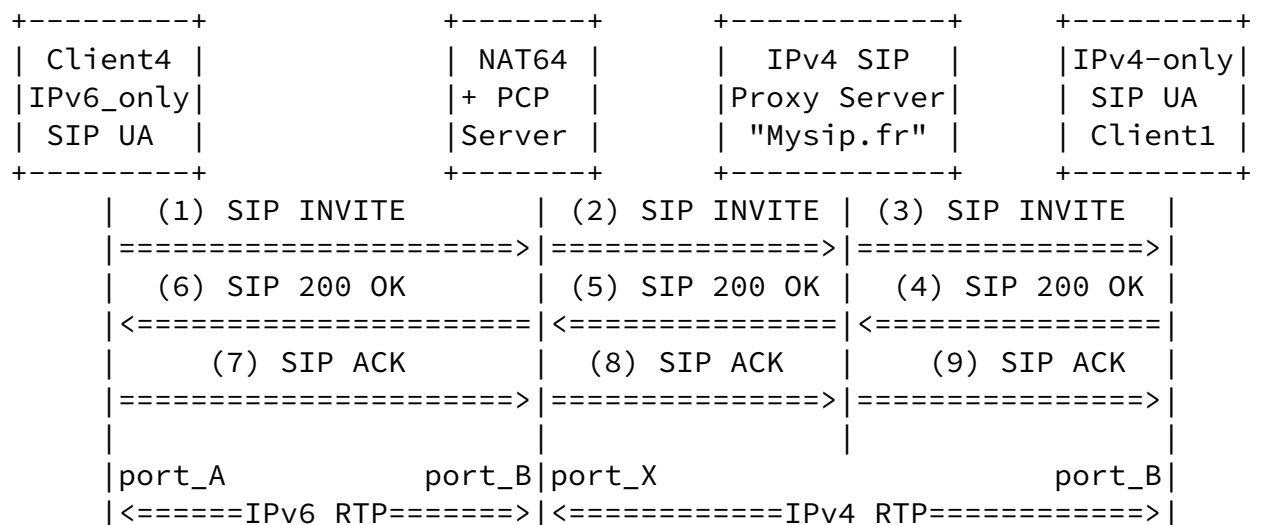 +---------+ +-------+ +------------+ +---------+
| Client4 | | NAT64 | | IPv4 SIP | |IPv4-only|
|IPv6_only| |+ PCP | |Proxy Server| | SIP UA |
| SIP UA | |Server | | "Mysip.fr" | | Client1 |
+---------+ +-------+ +------------+ +---------+
| (1) SIP INVITE | (2) SIP INVITE | (3) SIP INVITE |
|======================>|===============>|================>|
| (6) SIP 200 OK | (5) SIP 200 OK | (4) SIP 200 OK |
|<=======================|<===============|<================|
| (7) SIP ACK | (8) SIP ACK | (9) SIP ACK |
|======================>|===============>|================>|
| | | |
|port_A port_B|port_X port_B|
|<======IPv6 RTP=======>|<============IPv4 RTP============>|